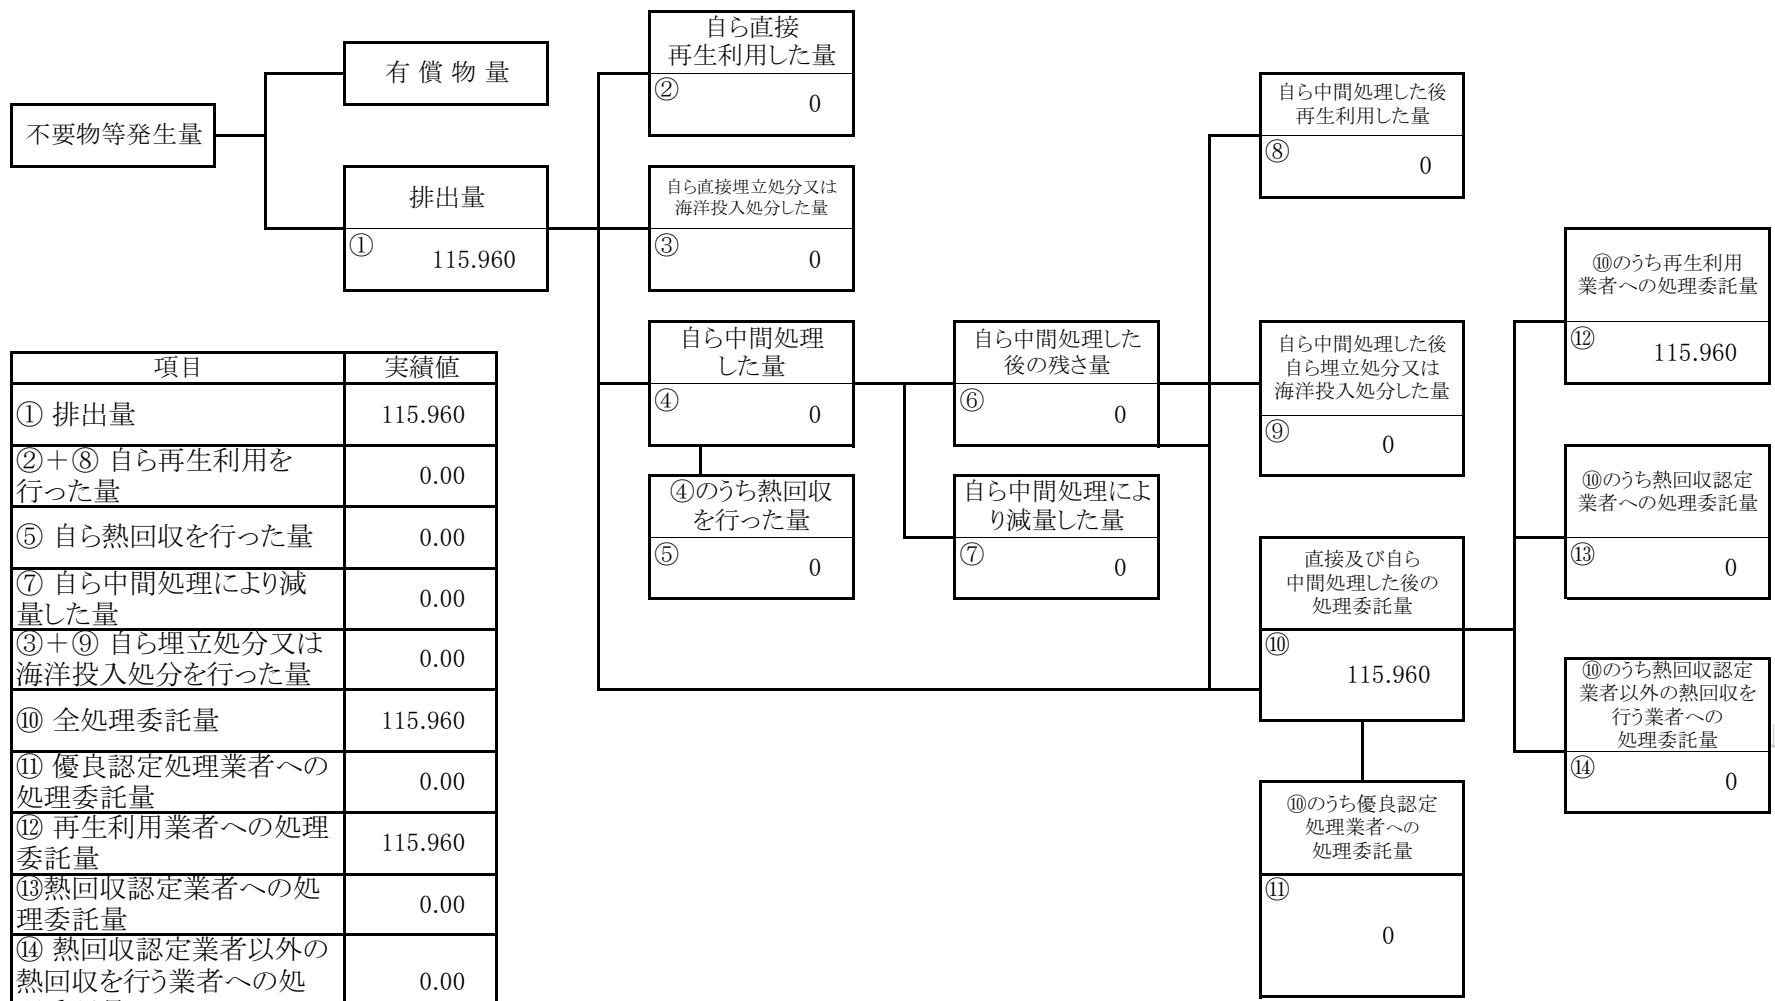 不要物等発生量
有 償 物 量
排出量
①
115.960
自ら直接
再生利用した量
②
0
自ら直接埋立処分又は
海洋投入処分した量
③
0
自ら中間処理
した量
④
0
④のうち熱回収
を行った量
⑤
0
自ら中間処理した
後の残さ量
⑥
0
自ら中間処理によ
り減量した量
⑦
0
自ら中間処理した後
再生利用した量
⑧
0
自ら中間処理した後
自ら埋立処分又は
海洋投入処分した量
⑨
0
直接及び自ら
中間処理した後の
処理委託量
⑩
115.960
⑩のうち優良認定
処理業者への
処理委託量
⑪
0
⑩のうち再生利用
業者への処理委託量
⑫
115.960
⑩のうち熱回収認定
業者への処理委託量
⑬
0
⑩のうち熱回収認定
業者以外の熱回収を
行う業者への
処理委託量
⑭
0
項目 実績値
① 排出量 115.960
②＋⑧ 自ら再生利用を
行った量 0.00
⑤ 自ら熱回収を行った量 0.00
⑦ 自ら中間処理により減
量した量 0.00
③＋⑨ 自ら埋立処分又は
海洋投入処分を行った量 0.00
⑩ 全処理委託量 115.960
⑪ 優良認定処理業者への
処理委託量 0.00
⑫ 再生利用業者への処理
委託量 115.960
⑬熱回収認定業者への処
理委託量 0.00
⑭ 熱回収認定業者以外の
熱回収を行う業者への処 0.00